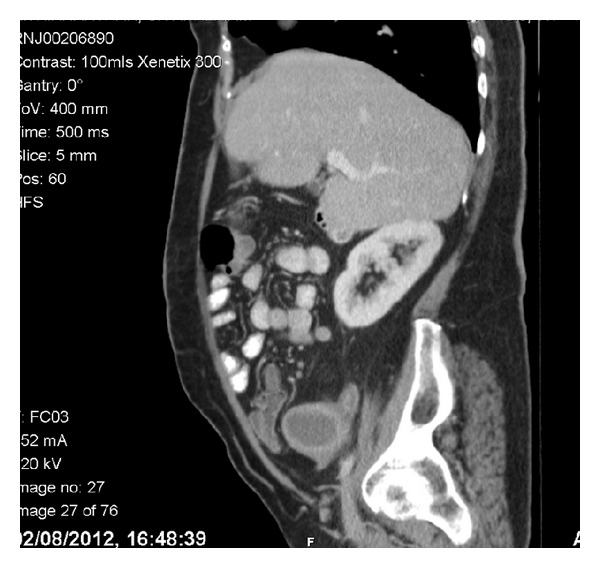 RNJ00206890
Contrast: 100mls Xenetix 300
Gantry: 0°
FoV: 400 mm
Time: 500 ms
Slice: 5 mm
Pos: 60
HFS
: FC03
52 mA
20 kV
mage no: 27
mage 27 of 76
02/08/2012, 16:48:39
F
A